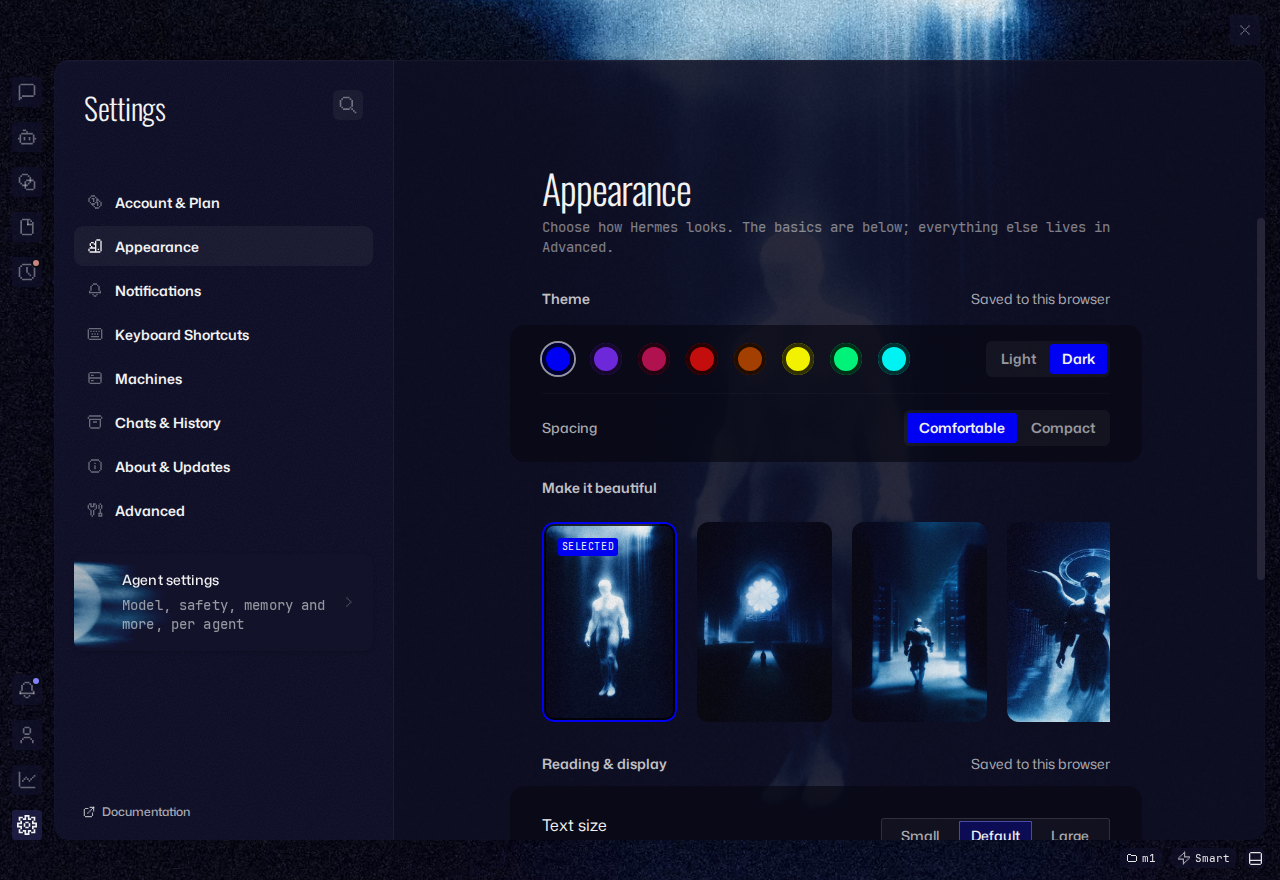 Settings
Account & Plan
Appearance
Notifications
Keyboard Shortcuts
Machines
Chats & History
About & Updates
Advanced
Agent settings
Model, safety, memory and
more, per agent
Documentation
Appearance
Choose how Hermes looks. The basics are below; everything else lives in
Advanced.
Theme
Saved to this browser
Light
Dark
Spacing
Comfortable
Compact
Make it beautiful
SELECTED
Reading & display
Saved to this browser
Text size
Small
Default
Large
m1
Smart